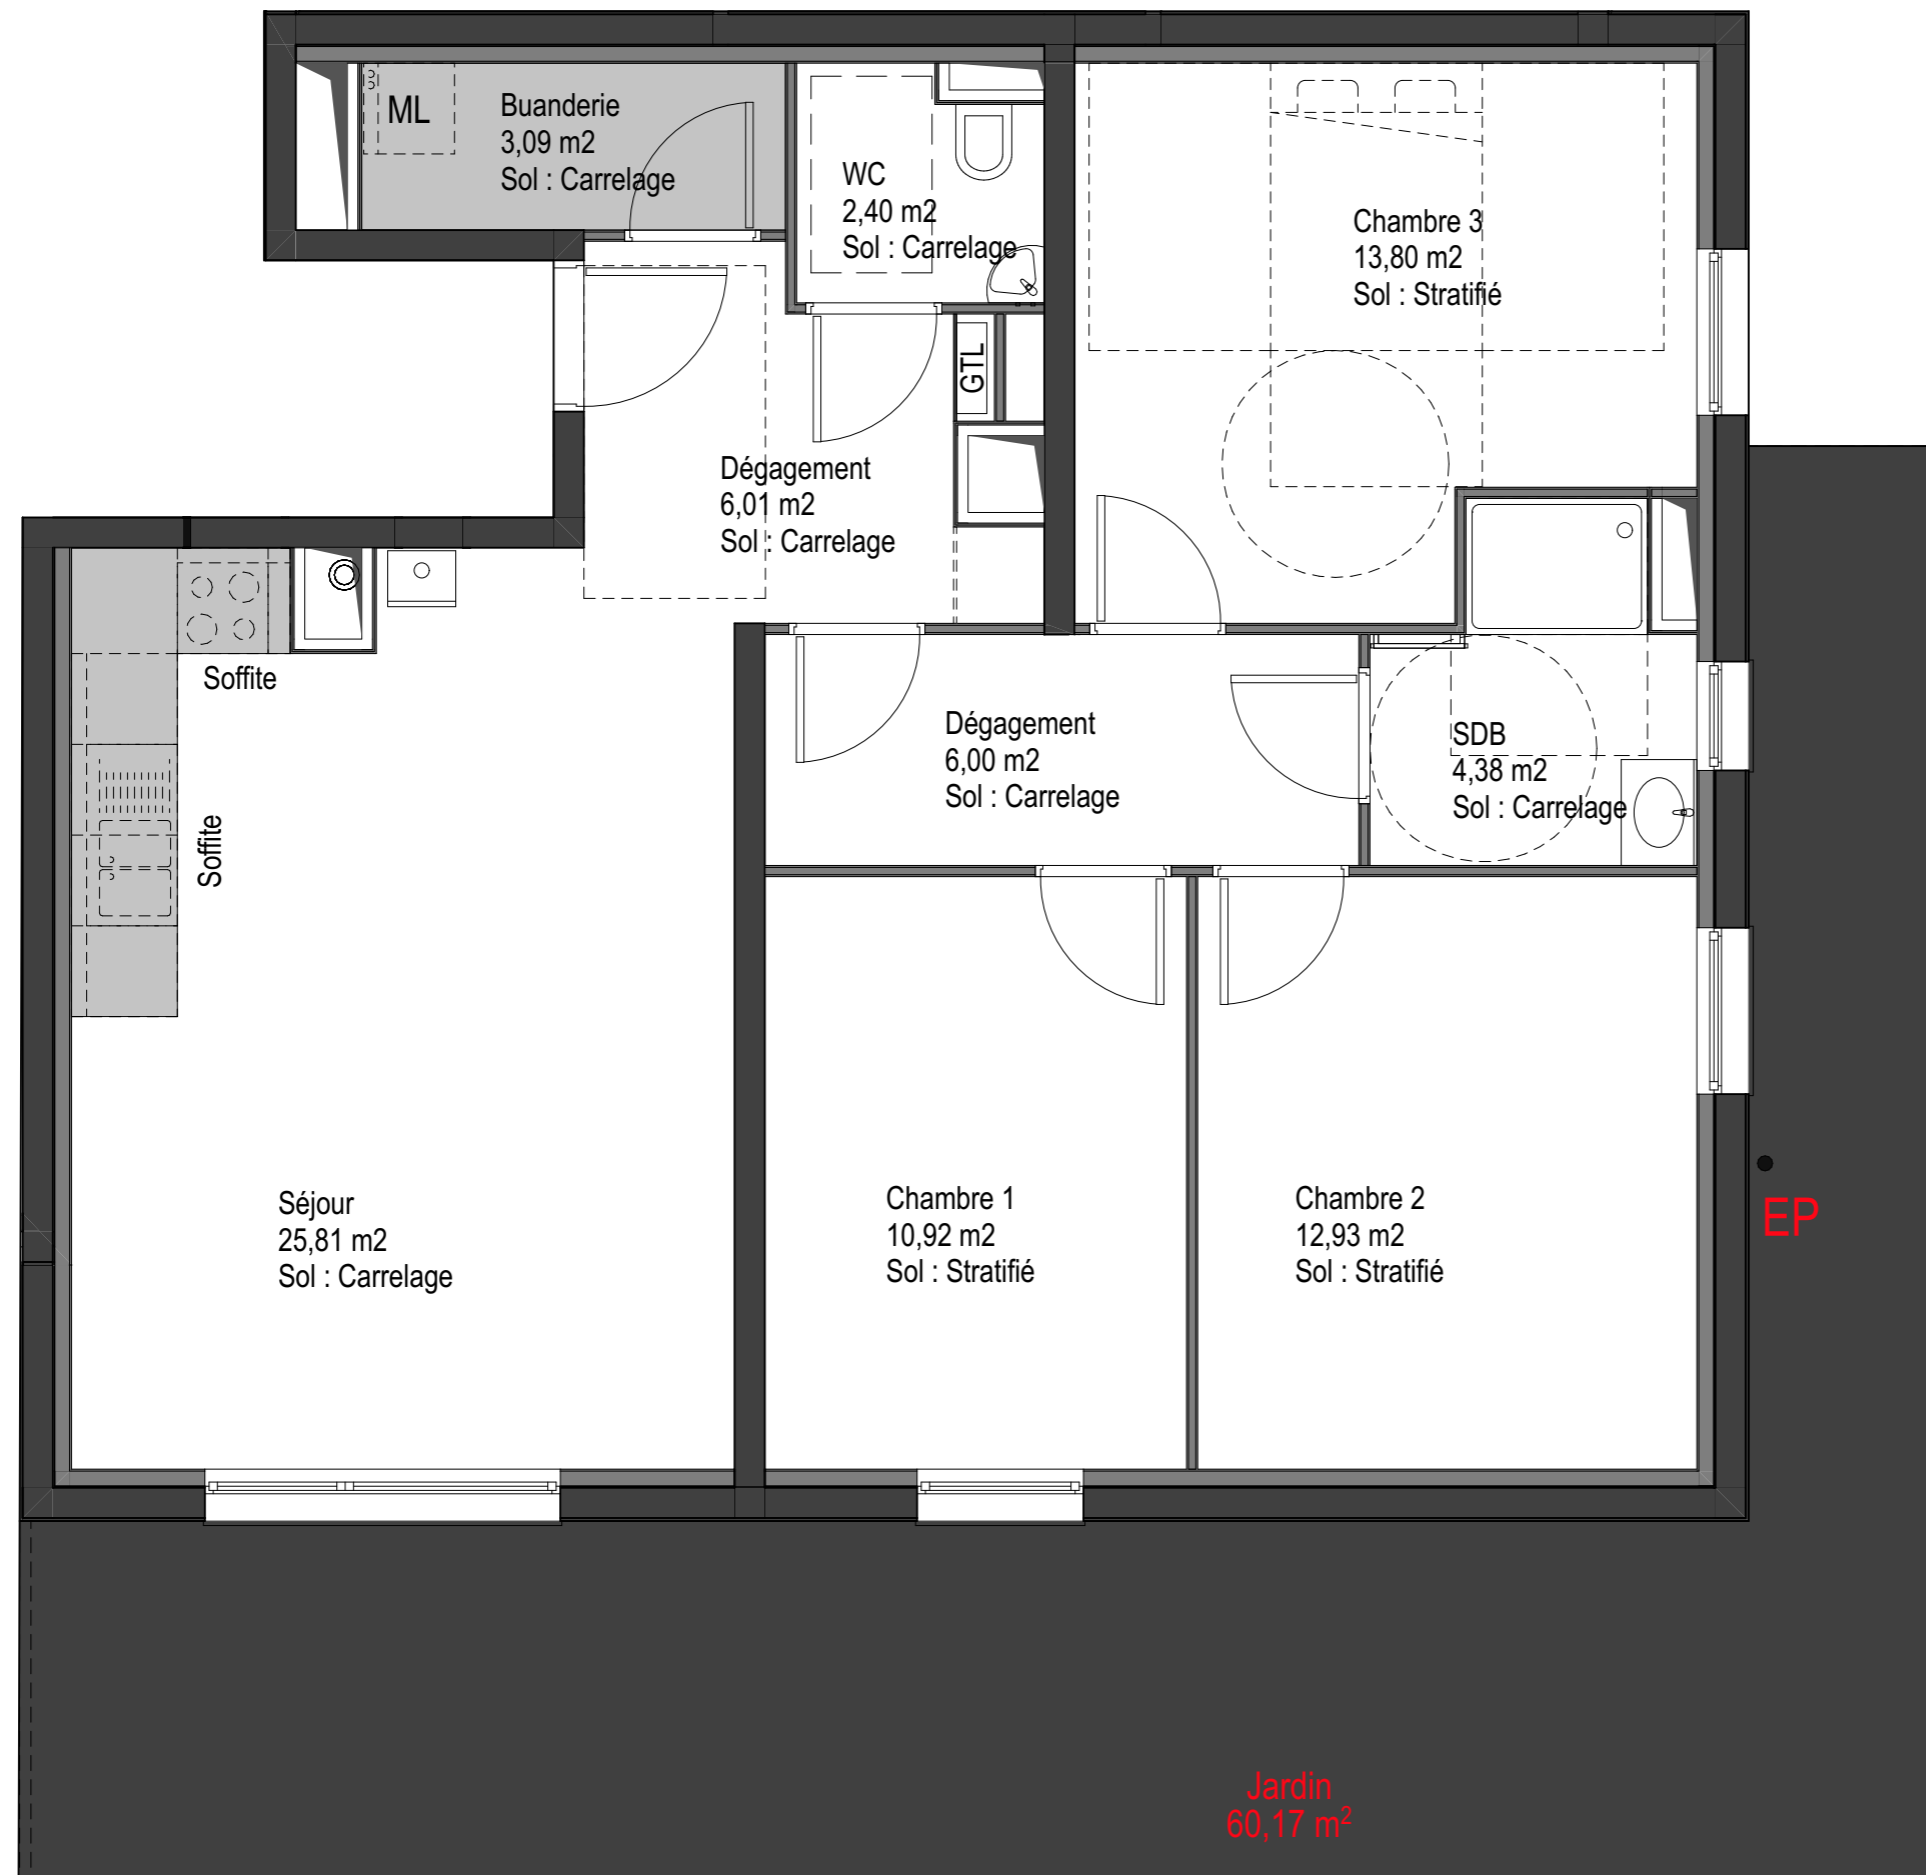 ML
Buanderie
3,09 m2
Sol : Carrelage
WC
2,40 m2
Sol : Carrelage
Chambre 3
13,80 m2
Sol : Stratifié
GTL
Dégagement
6,01 m2
Sol : Carrelage
Soffite
Soffite
Dégagement
6,00 m2
Sol : Carrelage
SDB
4,38 m2
Sol : Carrelage
Séjour
25,81 m2
Sol : Carrelage
Chambre 1
10,92 m2
Sol : Stratifié
Chambre 2
12,93 m2
Sol : Stratifié
EP
Jardin
60,17 m²